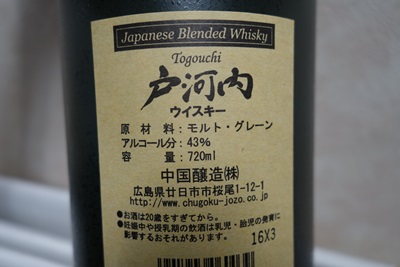 Japanese Blended Whisky
Togouchi
戸河内
ウイスキー
原 材 料：モルト・グレーン
アルコール分：43%
容 量：720ml
中国醸造㈱
広島県廿日市市桜尾1-12-1
http://www.chugoku-jozo.co.jp
●お酒は20歳をすぎてから。
●妊娠中や授乳期の飲酒は乳児・胎児の発育に
影響するおそれがあります。
16X3